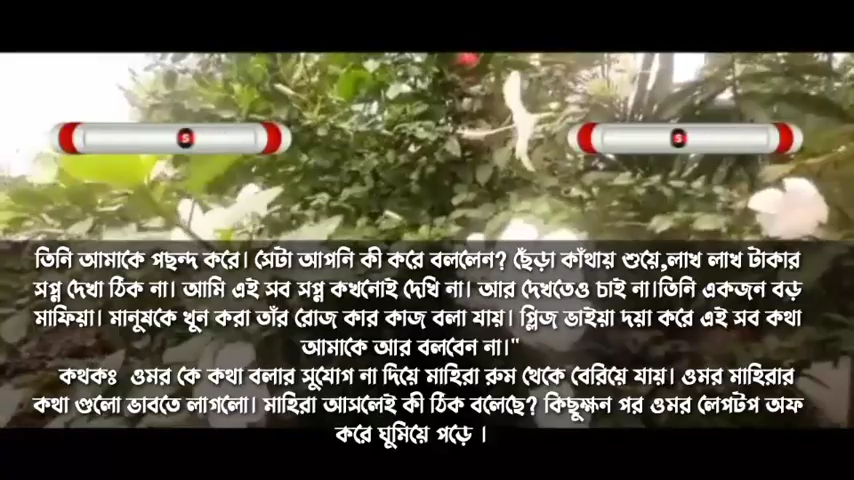 S
S
তিনি আমাকে পছন্দ করে। সেটা আপনি কী করে বললেন? ছেঁড়া কাঁথায় শুয়ে,লাখ লাখ টাকার
সপ্ন দেখা ঠিক না। আমি এই সব সপ্ন কখনোই দেখি না। আর দেখতেও চাই না।তিনি একজন বড়
মাফিয়া। মানুষকে খুন করা তাঁর রোজ কার কাজ বলা যায়। প্লিজ ভাইয়া দয়া করে এই সব কথা
আমাকে আর বলবেন না।"
কথকঃ ওমর কে কথা বলার সুযোগ না দিয়ে মাহিরা রুম থেকে বেরিয়ে যায়। ওমর মাহিরার
কথা গুলো ভাবতে লাগলো। মাহিরা আসলেই কী ঠিক বলেছে? কিছুক্ষন পর ওমর লেপটপ অফ
করে ঘুমিয়ে পড়ে ।